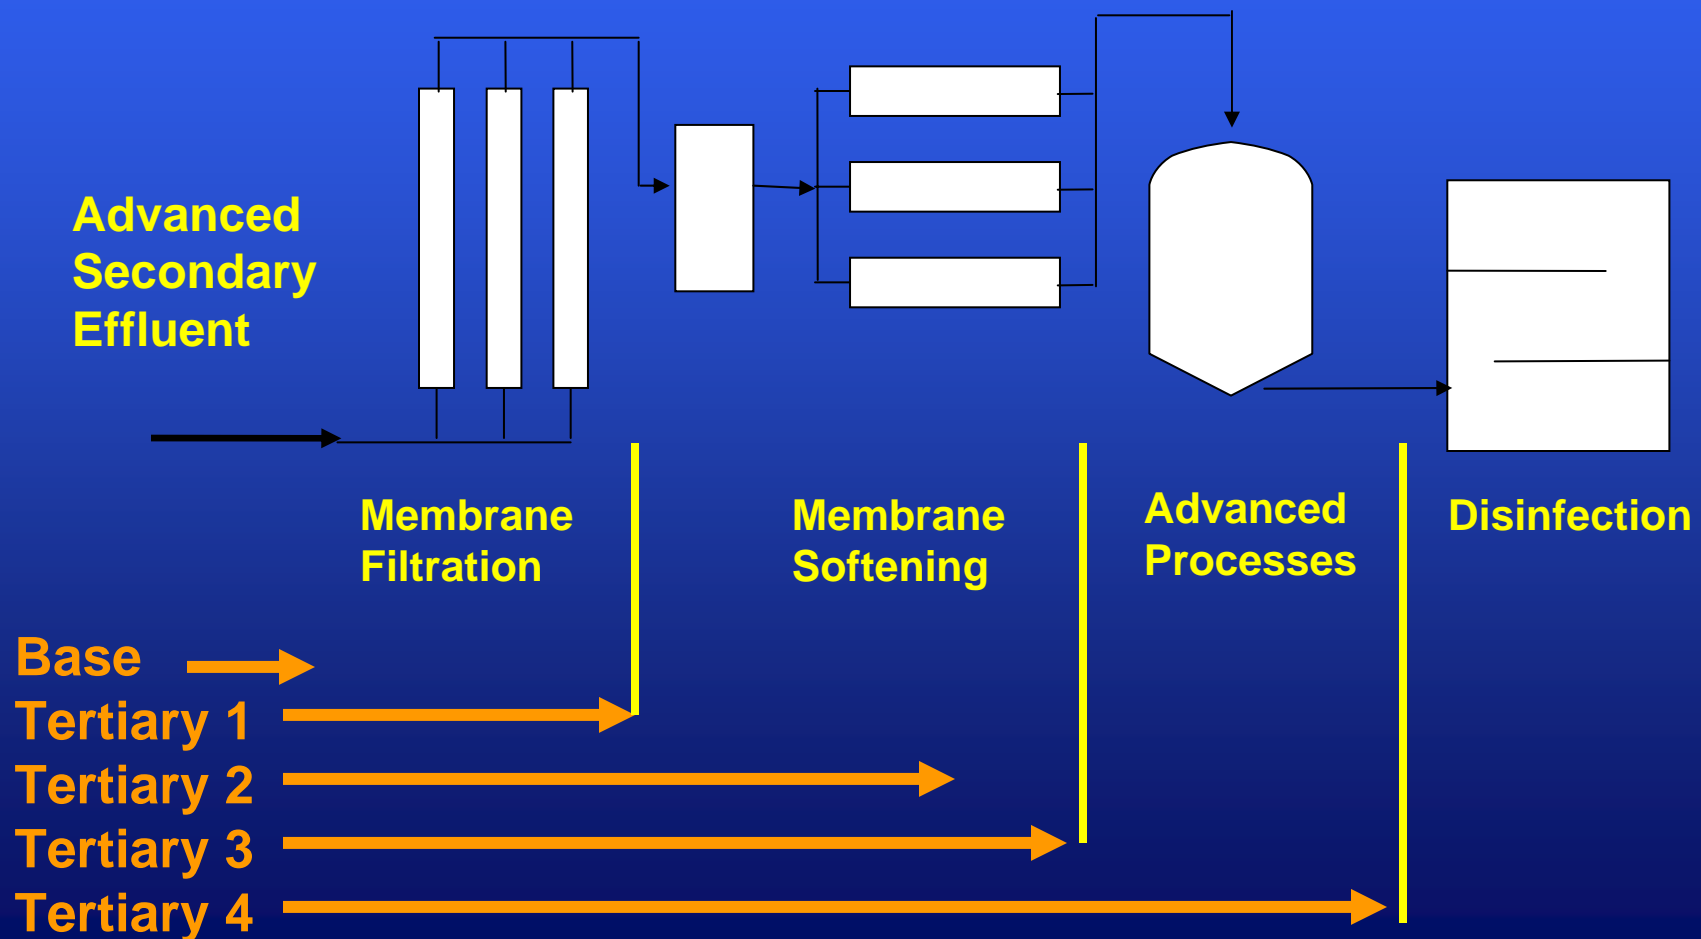 Advanced
Secondary
Effluent
Membrane
Filtration
Membrane
Softening
Advanced
Processes
Disinfection
Base
Tertiary 1
Tertiary 2
Tertiary 3
Tertiary 4